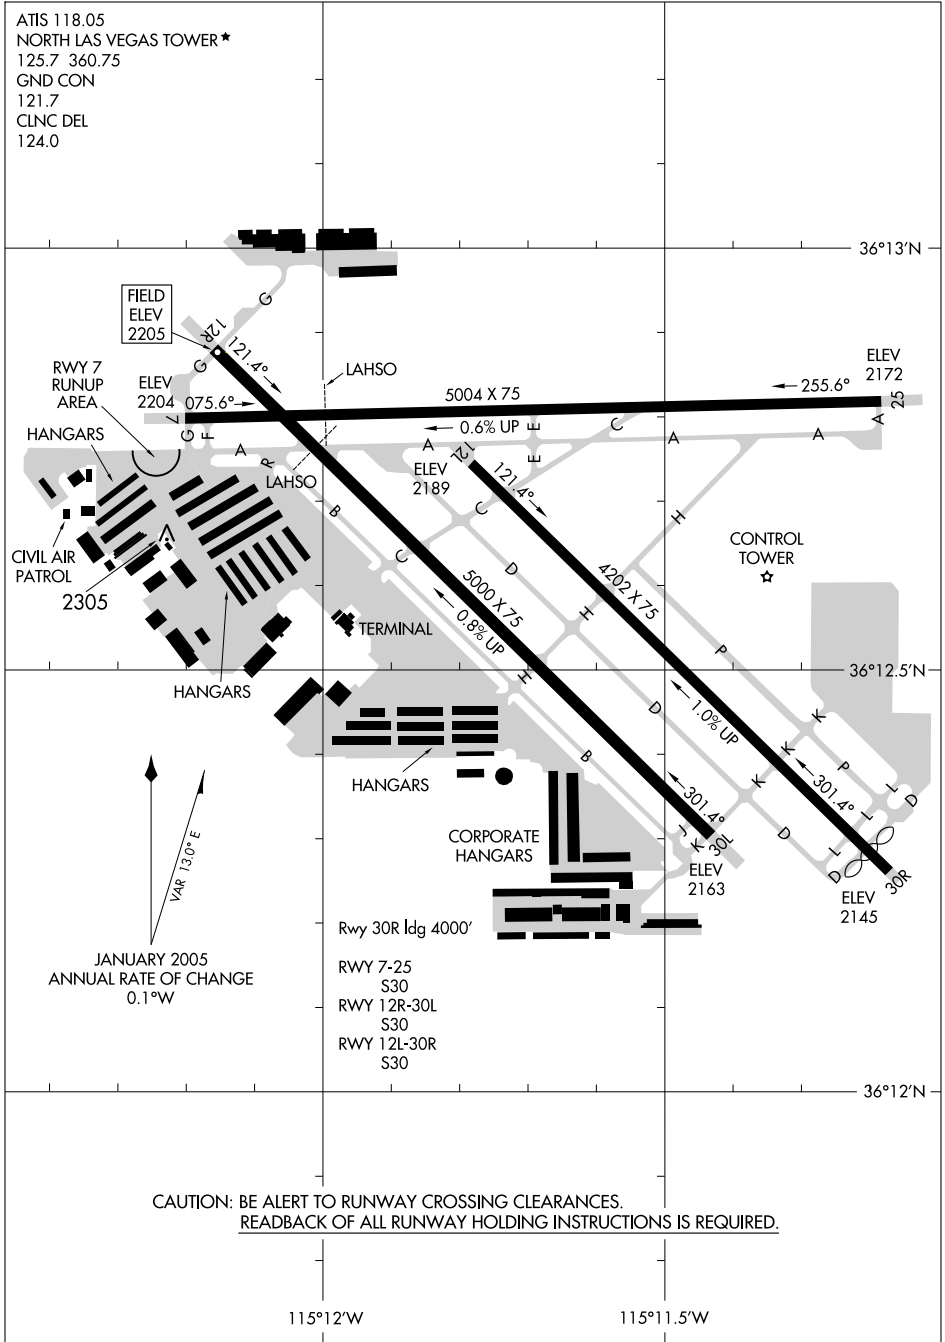 ATIS 118.05
NORTH LAS VEGAS TOWER★
125.7 360.75
GND CON
121.7
CLNC DEL
124.0
36°13'N
G
FIELD
ELEV
2205
12R
G
121.4°
LAHSO
RWY 7
RUNUP
AREA
ELEV
2204
075.6°
5004 X 75
255.6°
ELEV
2172
25
7
G
F
A
R
0.6% UP
A
E
E
C
A
A
A
HANGARS
LAHSO
ELEV
2189
12L
121.4°
B
C
C
D
H
CIVIL AIR
PATROL
2305
HANGARS
TERMINAL
5000 X 75
0.8% UP
4202 X 75
CONTROL
TOWER
H
H
P
36°12.5'N
D
1.0% UP
K
K
K
P
L
L
L
D
D
D
B
HANGARS
301.4°
301.4°
J
K
30L
30R
ELEV
2163
ELEV
2145
CORPORATE
HANGARS
VAR 13.0° E
JANUARY 2005
ANNUAL RATE OF CHANGE
0.1°W
Rwy 30R ldg 4000'
RWY 7-25
S30
RWY 12R-30L
S30
RWY 12L-30R
S30
36°12'N
CAUTION: BE ALERT TO RUNWAY CROSSING CLEARANCES.
READBACK OF ALL RUNWAY HOLDING INSTRUCTIONS IS REQUIRED.
115°12'W
115°11.5'W